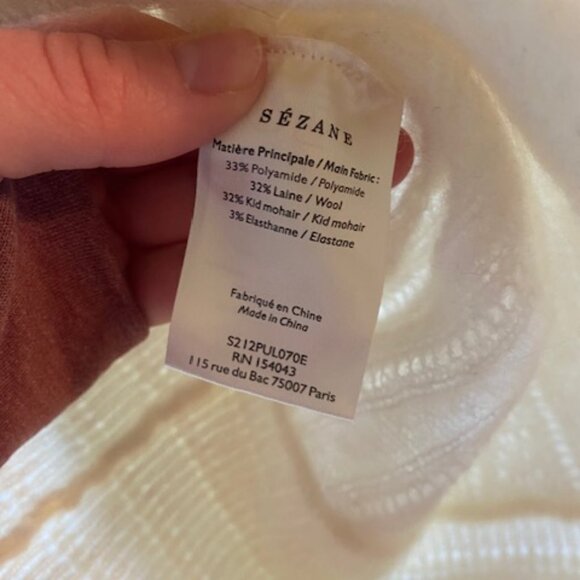 SÉZANE
Matière Principale / Main Fabric :
33% Polyamide / Polyamide
32% Laine / Wool
32% Kid mohair / Kid mohair
3% Elasthanne / Elastane
Fabriqué en Chine
Made in China
S212PUL070E
RN 154043
115 rue du Bac 75007 Paris